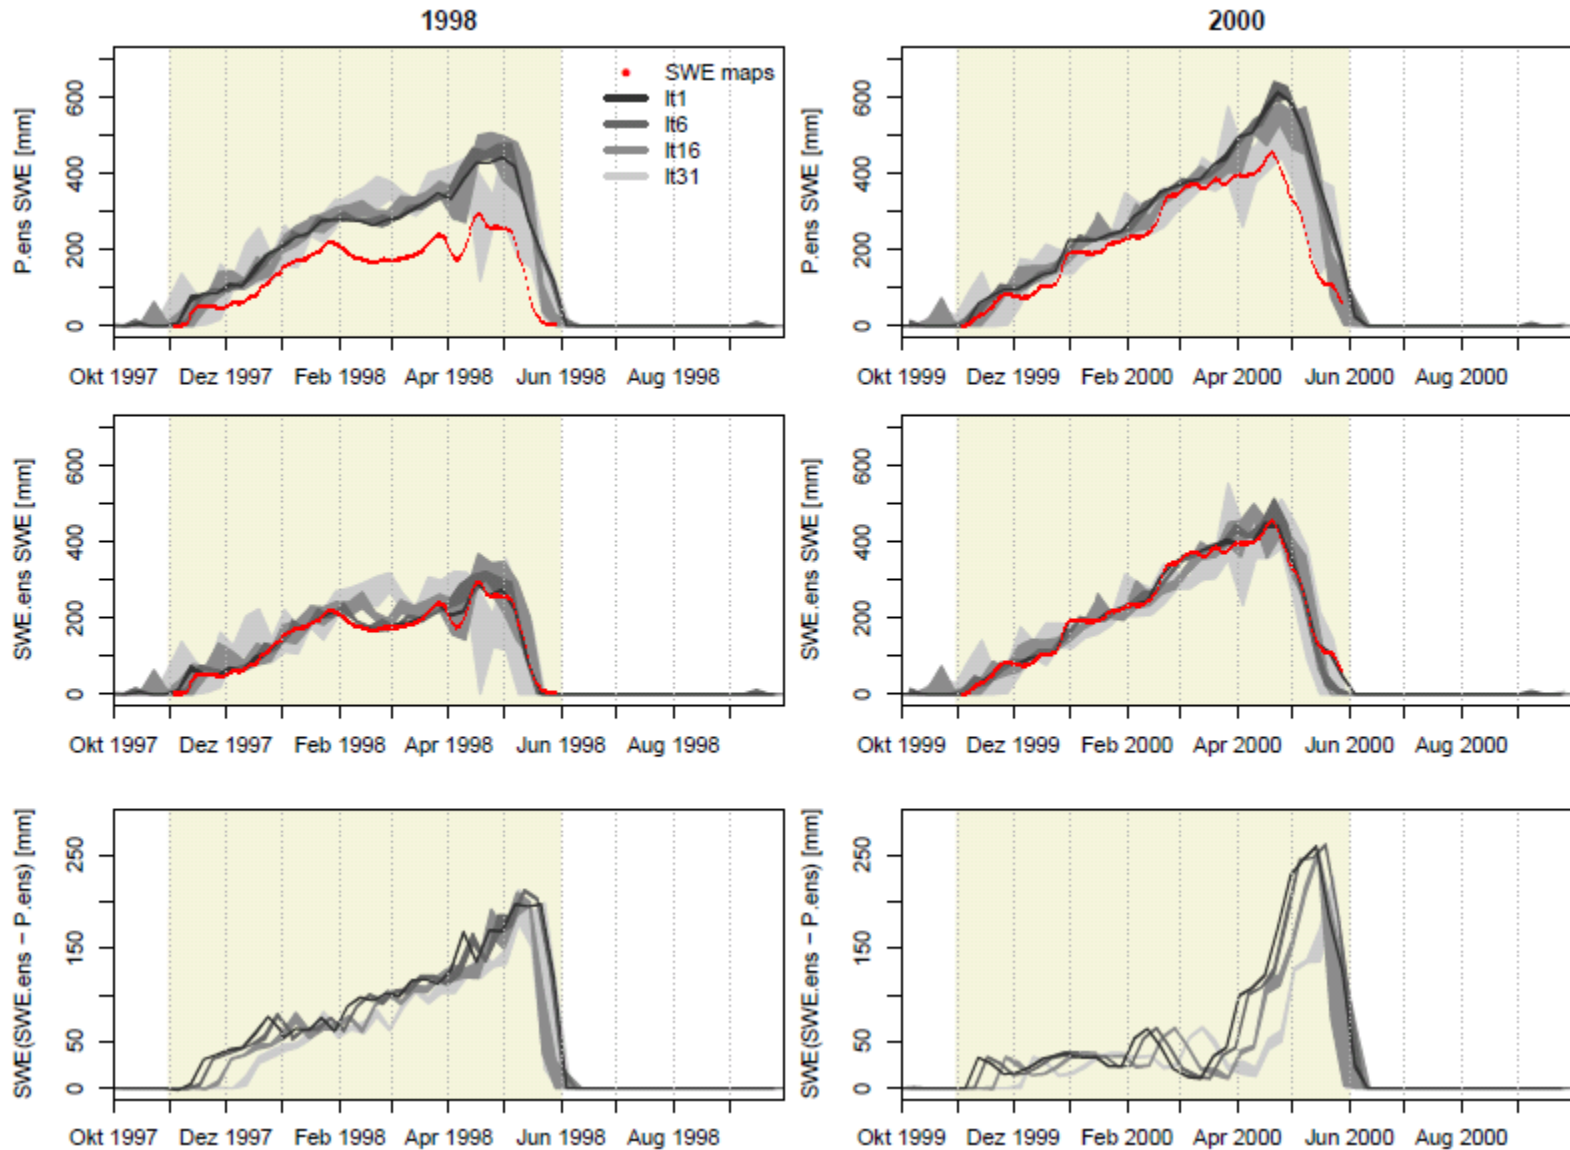 1998
2000
P.ens SWE [mm]
0
200
400
600
SWE maps
lt1
lt6
lt16
lt31
Okt 1997 Dez 1997 Feb 1998 Apr 1998 Jun 1998 Aug 1998
P.ens SWE [mm]
0
200
400
600
Okt 1999 Dez 1999 Feb 2000 Apr 2000 Jun 2000 Aug 2000
SWE.ens SWE [mm]
0
200
400
600
Okt 1997 Dez 1997 Feb 1998 Apr 1998 Jun 1998 Aug 1998
SWE.ens SWE [mm]
0
200
400
600
Okt 1999 Dez 1999 Feb 2000 Apr 2000 Jun 2000 Aug 2000
SWE(SWE.ens − P.ens) [mm]
0
50
150
250
Okt 1997 Dez 1997 Feb 1998 Apr 1998 Jun 1998 Aug 1998
SWE(SWE.ens − P.ens) [mm]
0
50
150
250
Okt 1999 Dez 1999 Feb 2000 Apr 2000 Jun 2000 Aug 2000